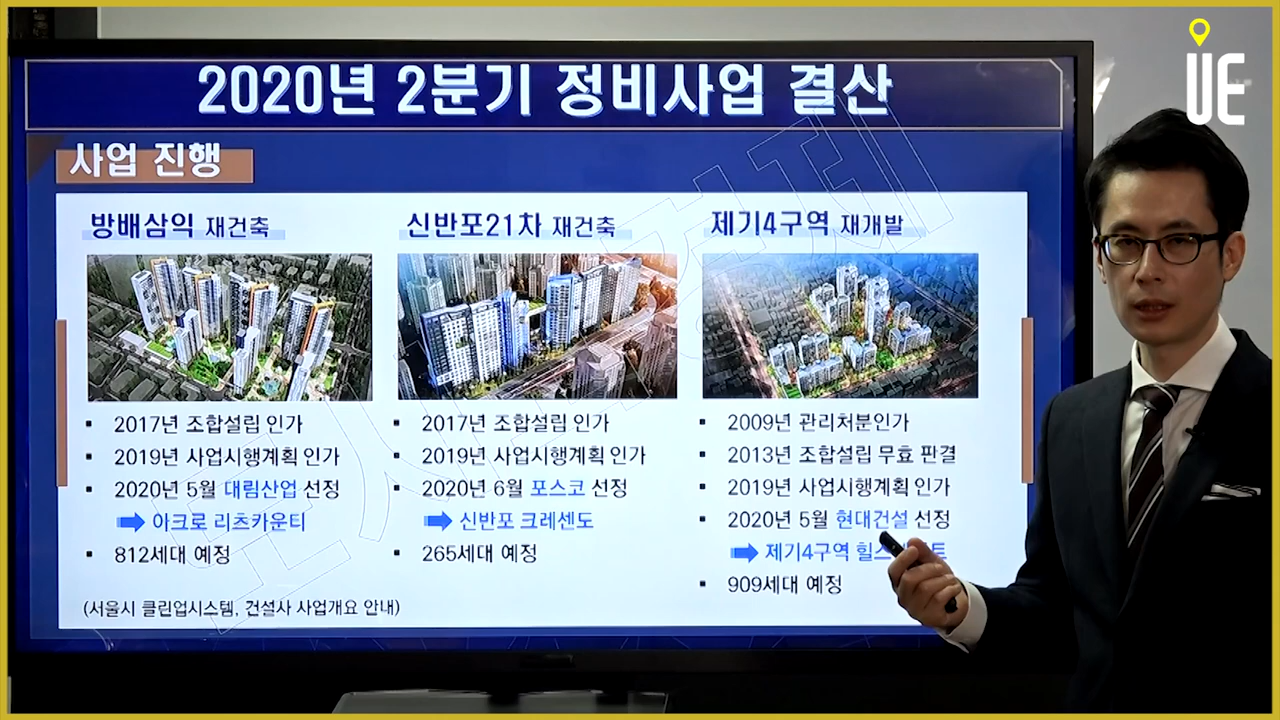 UE
2020년 2분기 정비사업 결산
사업 진행
방배삼익 재건축
2017년 조합설립 인가
2019년 사업시행계획 인가
2020년 5월 대림산업 선정
아크로 리츠카운티
812세대 예정
신반포21차 재건축
2017년 조합설립 인가
2019년 사업시행계획 인가
2020년 6월 포스코 선정
신반포 크레센도
265세대 예정
제기4구역 재개발
2009년 관리처분인가
2013년 조합설립 무효 판결
2019년 사업시행계획 인가
2020년 5월 현대건설 선정
제기4구역
909세대 예정
(서울시 클린업시스템, 건설사 사업개요 안내)